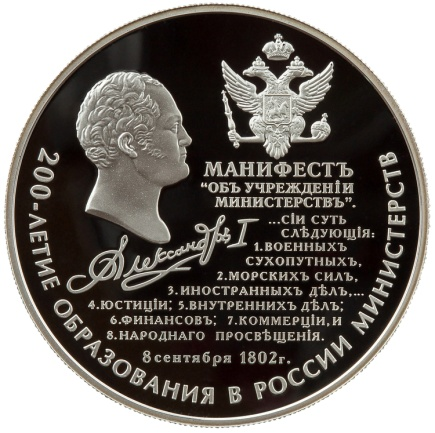 МАНИФЕСТЪ
"ОБЪ УЧРЕЖДЕНIИ
МИНИСТЕРСТВЪ".
...СIИ СУТЬ
СЛѢДУЮЩIЯ:
1.ВОЕННЫХЪ
СУХОПУТНЫХЪ,
2.МОРСКИХЪ СИЛЪ,
3.ИНОСТРАННЫХЪ ДѢЛЪ,...
4.ЮСТИЦIИ; 5.ВНУТРЕННИХЪ ДѢЛЪ;
6.ФИНАНСОВЪ; 7.КОММЕРЦIИ, И
8.НАРОДНАГО ПРОСВѢЩЕНIЯ.
8 сентября 1802г.
Александръ I
200-ЛЕТИЕ ОБРАЗОВАНИЯ В РОССИИ МИНИСТЕРСТВ